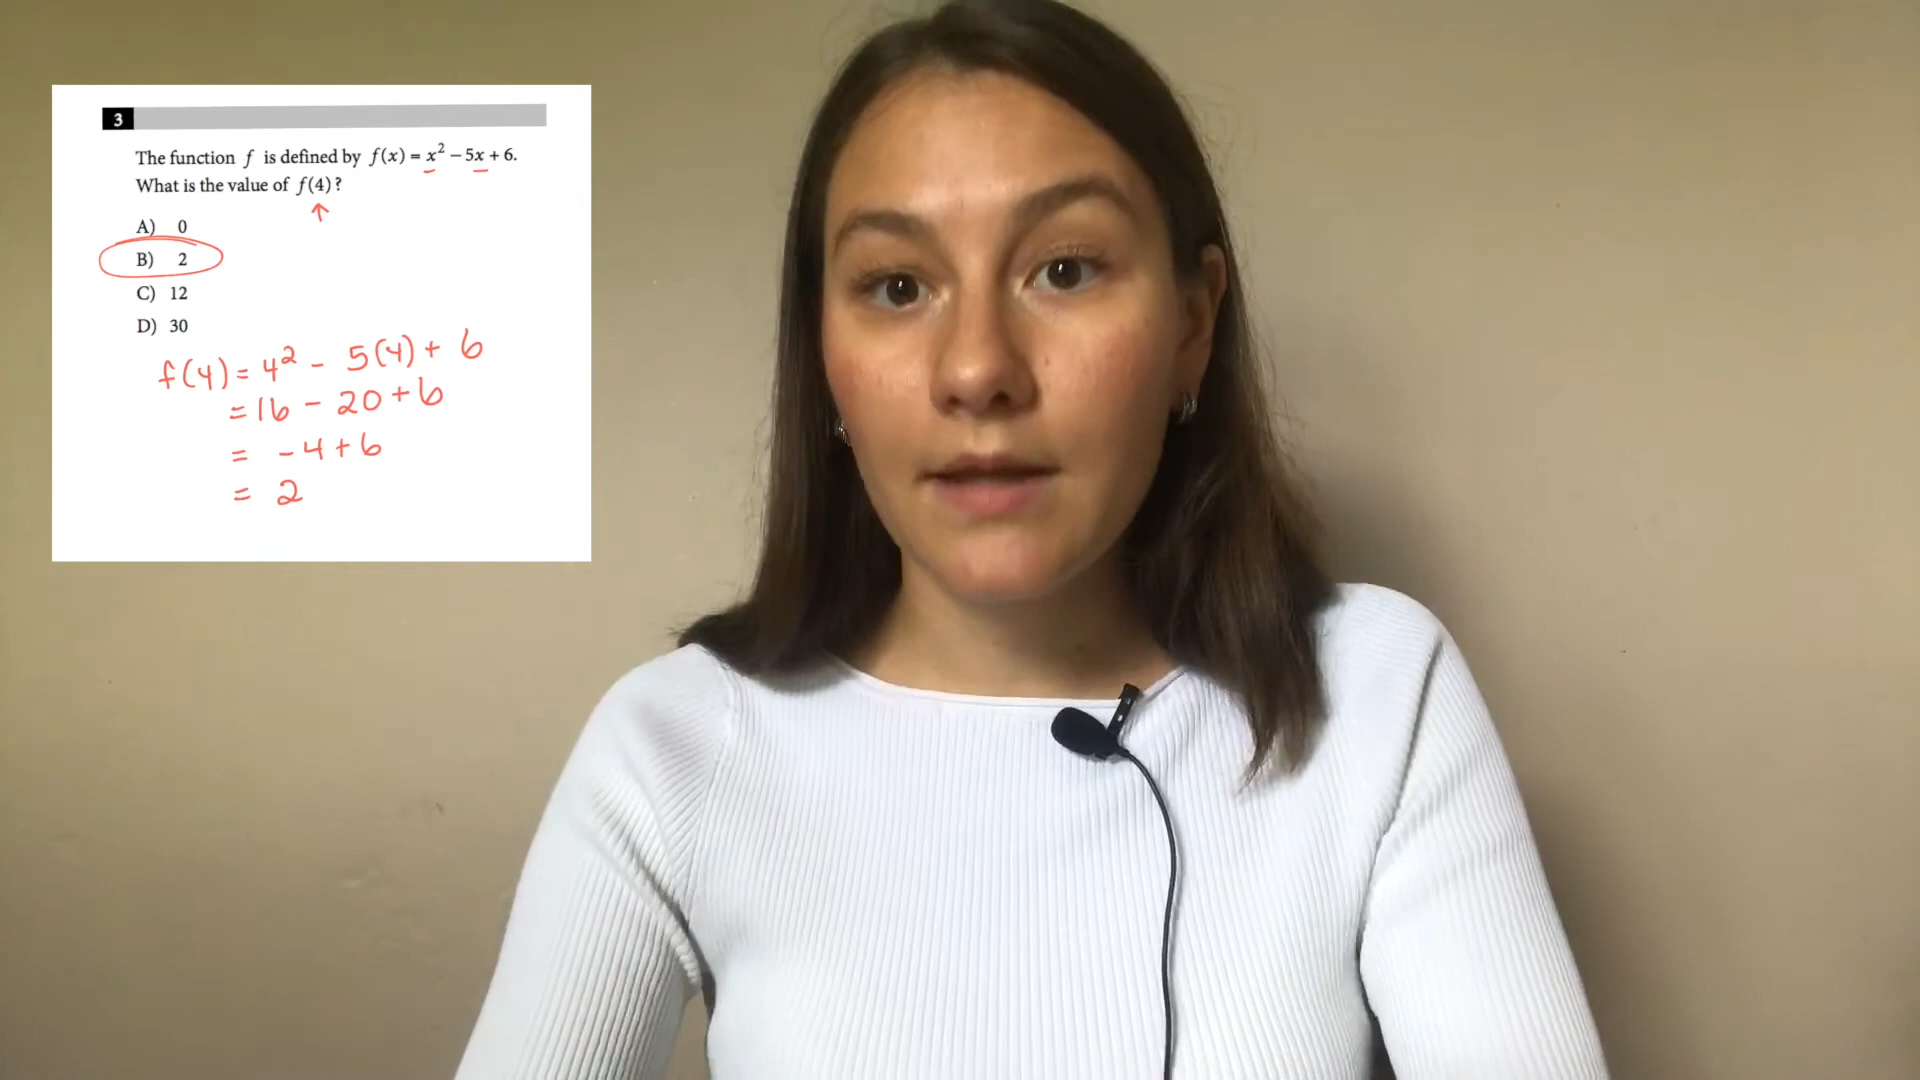 3
The function f is defined by f(x) = x² − 5x + 6.
What is the value of f(4)?
A) 0
B) 2
C) 12
D) 30
f(4) = 4² - 5(4) + 6
= 16 - 20 + 6
= -4 + 6
= 2